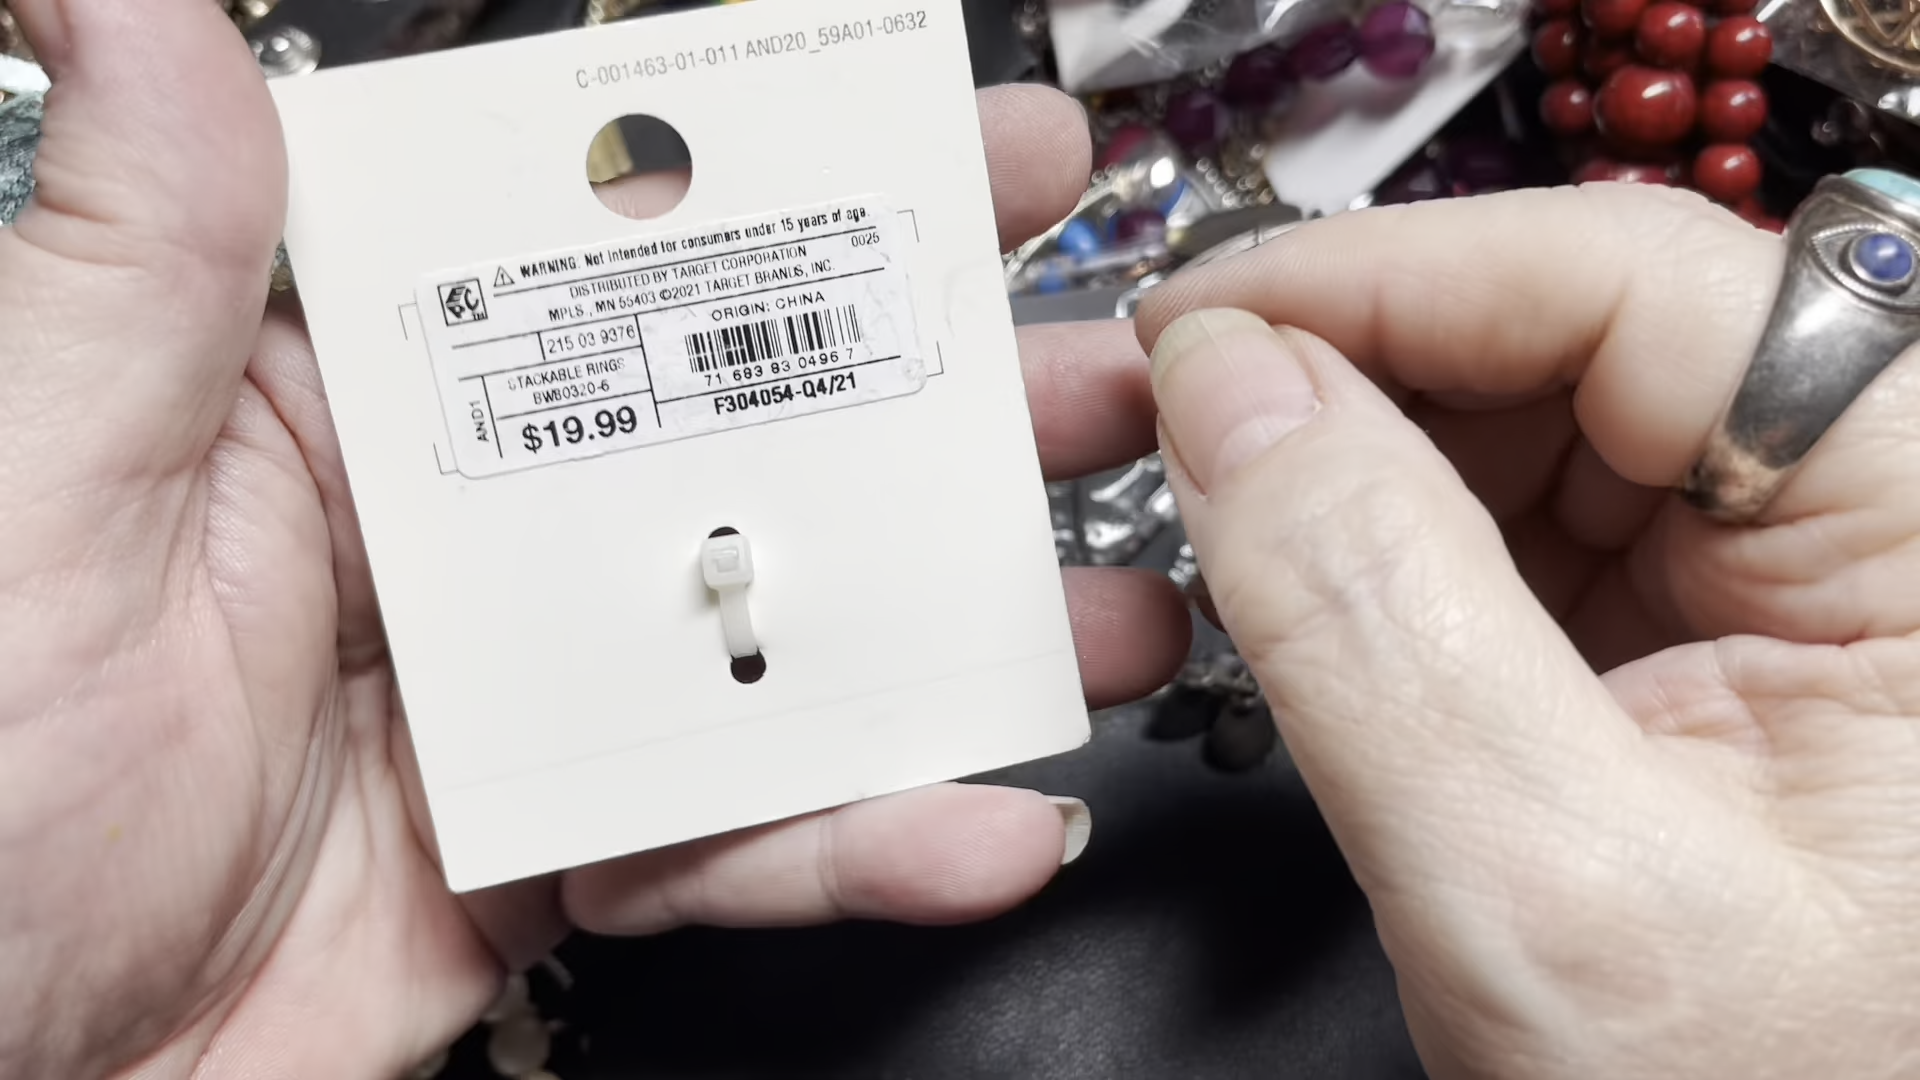 C-001463-01-011 AND20_59A01-0632
WARNING: Not intended for consumers under 15 years of age.
DISTRIBUTED BY TARGET CORPORATION 0025
MPLS., MN 55403 ©2021 TARGET BRANDS, INC.
215 03 9376
ORIGIN: CHINA
STACKABLE RINGS
BW80320-6
71 683 83 0496 7
AND1
$19.99
F304054-Q4/21